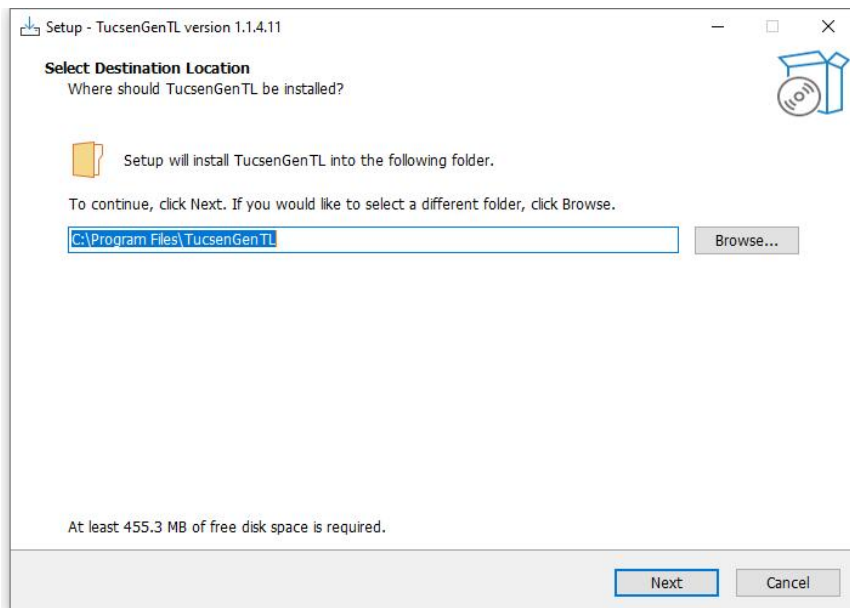 Setup - TucsenGenTL version 1.1.4.11
Select Destination Location
Where should TucsenGenTL be installed?
Setup will install TucsenGenTL into the following folder.
To continue, click Next. If you would like to select a different folder, click Browse.
C:\Program Files\TucsenGenTL
Browse...
At least 455.3 MB of free disk space is required.
Next
Cancel